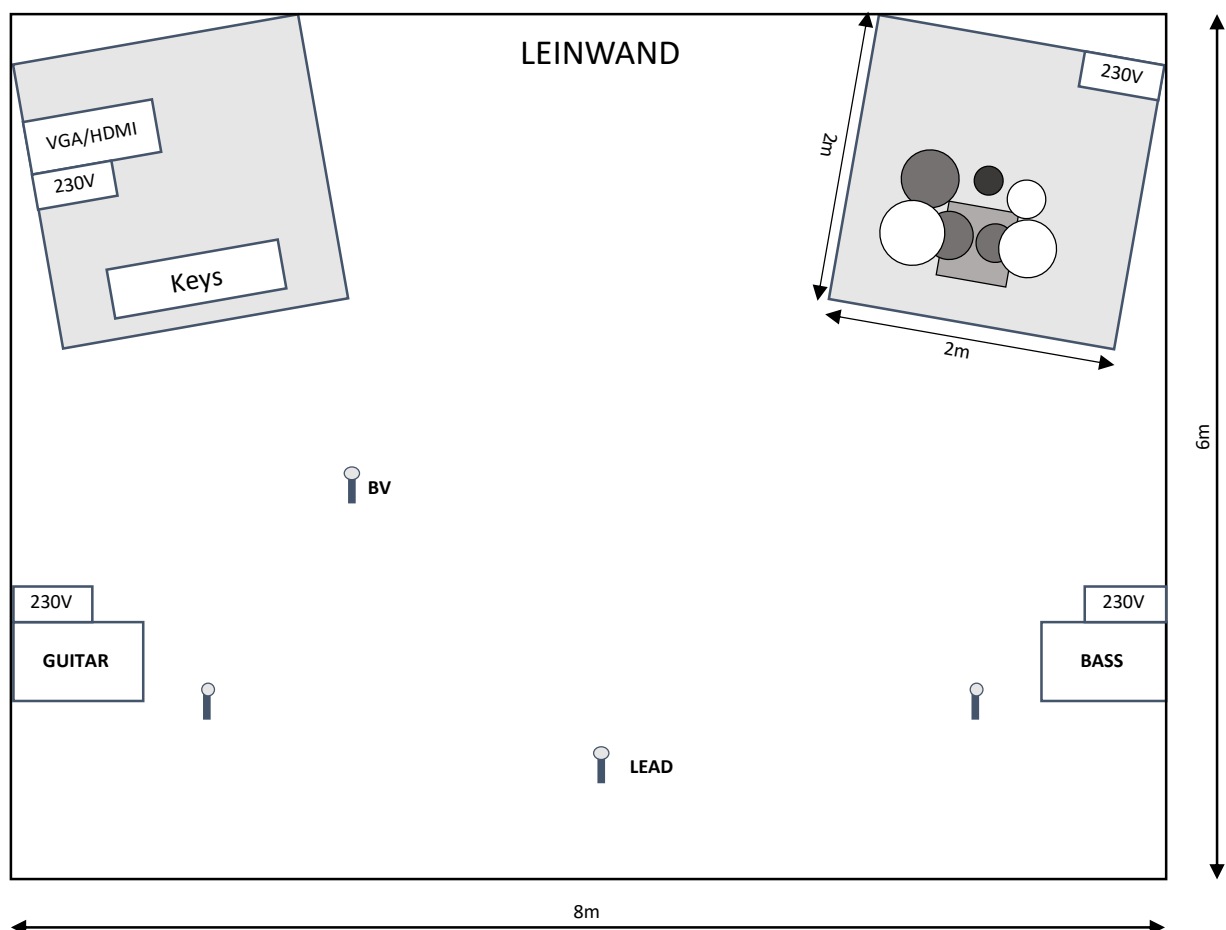 LEINWAND
230V
VGA/HDMI
2m
230V
Keys
2m
6m
BV
230V
230V
GUITAR
BASS
LEAD
8m